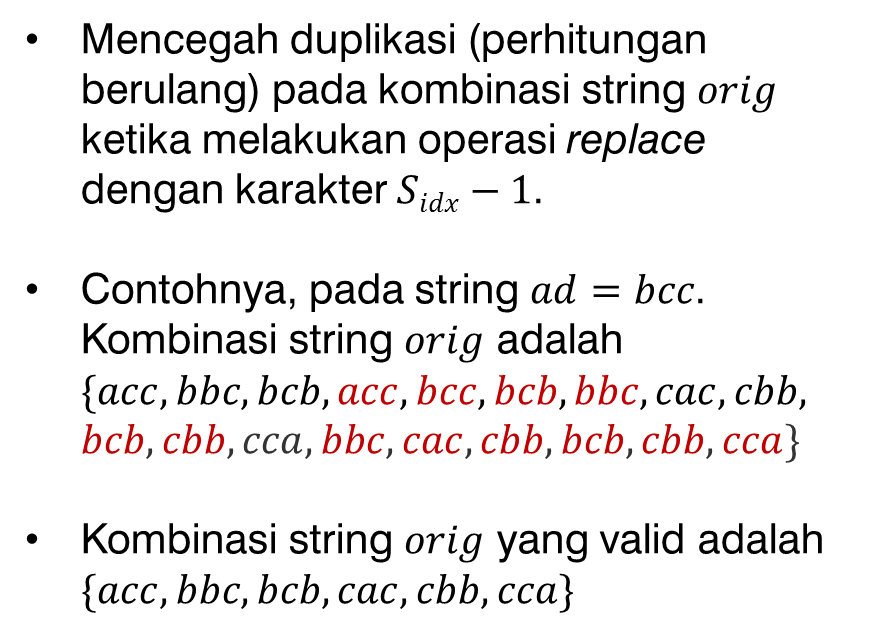 • Mencegah duplikasi (perhitungan
berulang) pada kombinasi string orig
ketika melakukan operasi replace
dengan karakter S_{idx} − 1.
• Contohnya, pada string ad = bcc.
Kombinasi string orig adalah
{acc, bbc, bcb, acc, bcc, bcb, bbc, cac, cbb,
bcb, cbb, cca, bbc, cac, cbb, bcb, cbb, cca}
• Kombinasi string orig yang valid adalah
{acc, bbc, bcb, cac, cbb, cca}